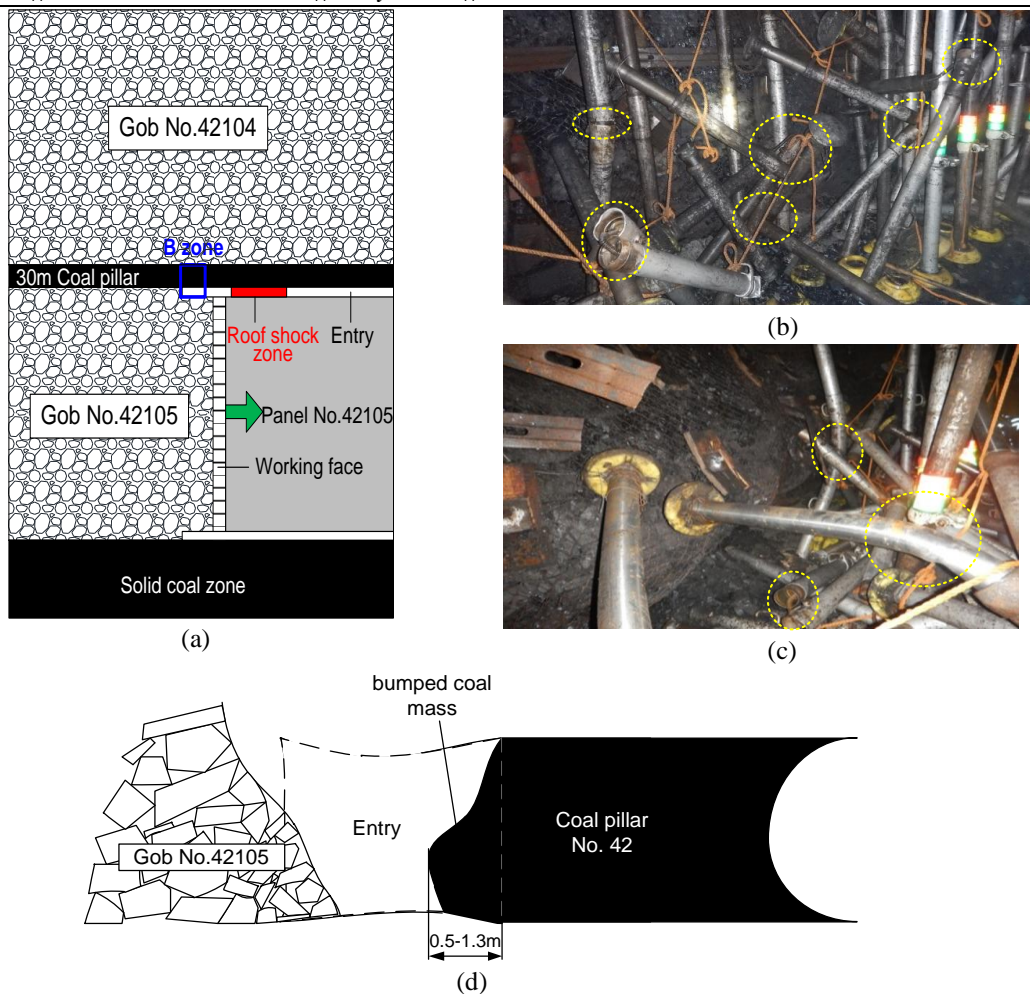 Gob No.42104
B zone
30m Coal pillar
Roof shock
zone
Entry
Gob No.42105
Panel No.42105
Working face
Solid coal zone
(a)
(b)
(c)
bumped coal
mass
Entry
Coal pillar
No. 42
Gob No.42105
0.5-1.3m
(d)